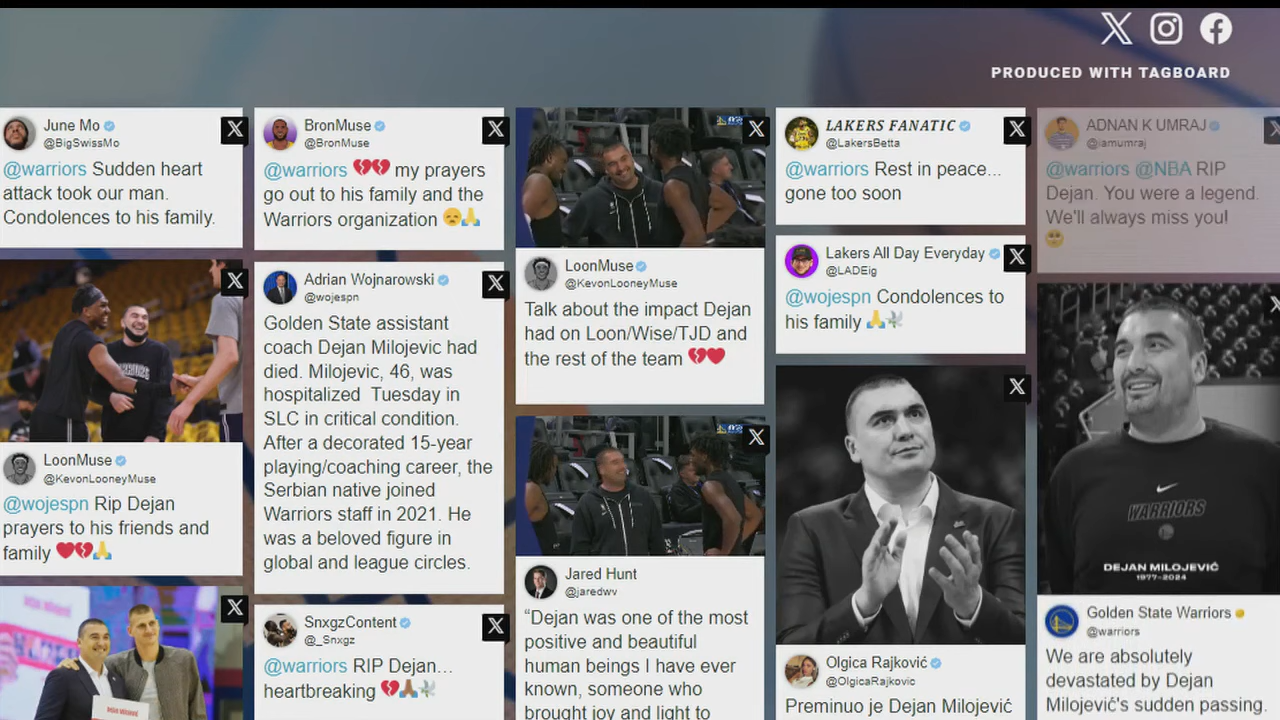 PRODUCED WITH TAGBOARD
June Mo
@BigSwissMo
@warriors Sudden heart
attack took our man.
Condolences to his family.
LoonMuse
@KevonLooneyMuse
@wojespn Rip Dejan
prayers to his friends and
family ❤️💔🙏
BronMuse
@BronMuse
@warriors 💔💔 my prayers
go out to his family and the
Warriors organization 😞🙏
Adrian Wojnarowski
@wojespn
Golden State assistant
coach Dejan Milojevic had
died. Milojevic, 46, was
hospitalized Tuesday in
SLC in critical condition.
After a decorated 15-year
playing/coaching career, the
Serbian native joined
Warriors staff in 2021. He
was a beloved figure in
global and league circles.
SnxgzContent
@_Snxgz
@warriors RIP Dejan...
heartbreaking 💔🙏🏾🕊️
LoonMuse
@KevonLooneyMuse
Talk about the impact Dejan
had on Loon/Wise/TJD and
the rest of the team 💔❤️
Jared Hunt
@jaredwv
“Dejan was one of the most
positive and beautiful
human beings I have ever
known, someone who
brought joy and light to
LAKERS FANATIC
@LakersBetta
@warriors Rest in peace...
gone too soon
Lakers All Day Everyday
@LADEig
@wojespn Condolences to
his family 🙏🕊️
Olgica Rajković
@OlgicaRajkovic
Preminuo je Dejan Milojević
ADNAN K UMRAJ
@iamumraj
@warriors @NBA RIP
Dejan. You were a legend.
We'll always miss you!
🥺
WARRIORS
DEJAN MILOJEVIĆ
1977-2024
Golden State Warriors
@warriors
We are absolutely
devastated by Dejan
Milojević's sudden passing.